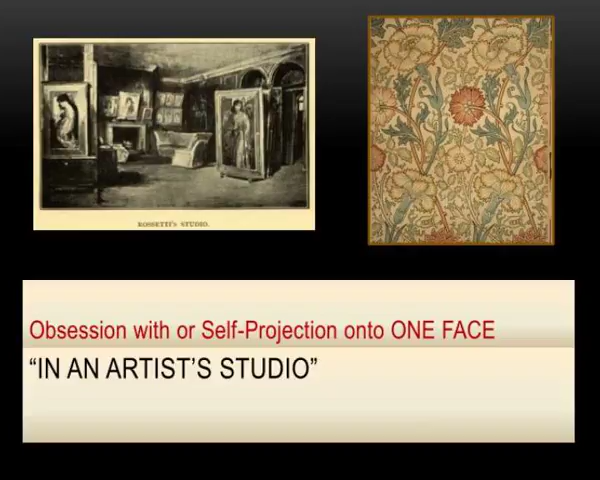 ROSSETTI'S STUDIO.
Obsession with or Self-Projection onto ONE FACE
“IN AN ARTIST’S STUDIO”